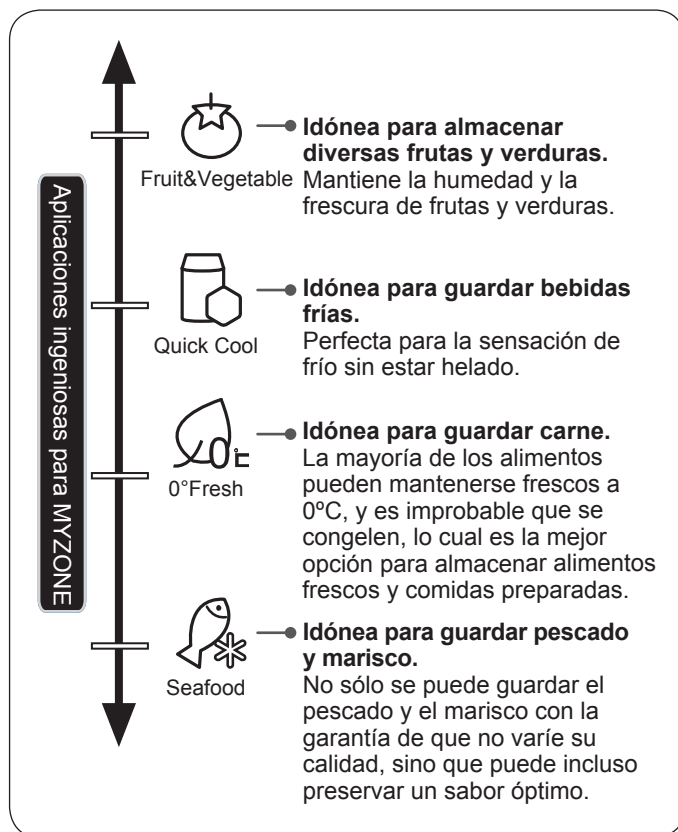 Aplicaciones ingeniosas para MYZONE
Fruit&Vegetable
Idónea para almacenar
diversas frutas y verduras.
Mantiene la humedad y la
frescura de frutas y verduras.
Quick Cool
Idónea para guardar bebidas
frías.
Perfecta para la sensación de
frío sin estar helado.
0℃
0°Fresh
Idónea para guardar carne.
La mayoría de los alimentos
pueden mantenerse frescos a
0ºC, y es improbable que se
congelen, lo cual es la mejor
opción para almacenar alimentos
frescos y comidas preparadas.
Seafood
Idónea para guardar pescado
y marisco.
No sólo se puede guardar el
pescado y el marisco con la
garantía de que no varíe su
calidad, sino que puede incluso
preservar un sabor óptimo.